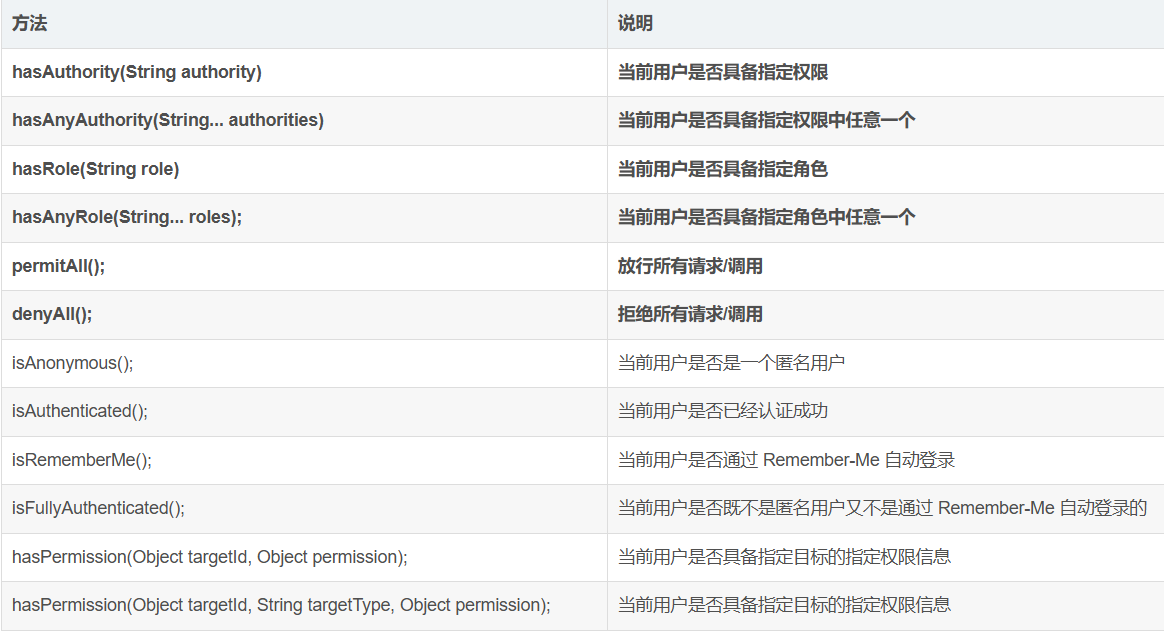 方法 说明
hasAuthority(String authority) 当前用户是否具备指定权限
hasAnyAuthority(String... authorities) 当前用户是否具备指定权限中任意一个
hasRole(String role) 当前用户是否具备指定角色
hasAnyRole(String... roles); 当前用户是否具备指定角色中任意一个
permitAll(); 放行所有请求/调用
denyAll(); 拒绝所有请求/调用
isAnonymous(); 当前用户是否是一个匿名用户
isAuthenticated(); 当前用户是否已经认证成功
isRememberMe(); 当前用户是否通过 Remember-Me 自动登录
isFullyAuthenticated(); 当前用户是否既不是匿名用户又不是通过 Remember-Me 自动登录的
hasPermission(Object targetId, Object permission); 当前用户是否具备指定目标的指定权限信息
hasPermission(Object targetId, String targetType, Object permission); 当前用户是否具备指定目标的指定权限信息